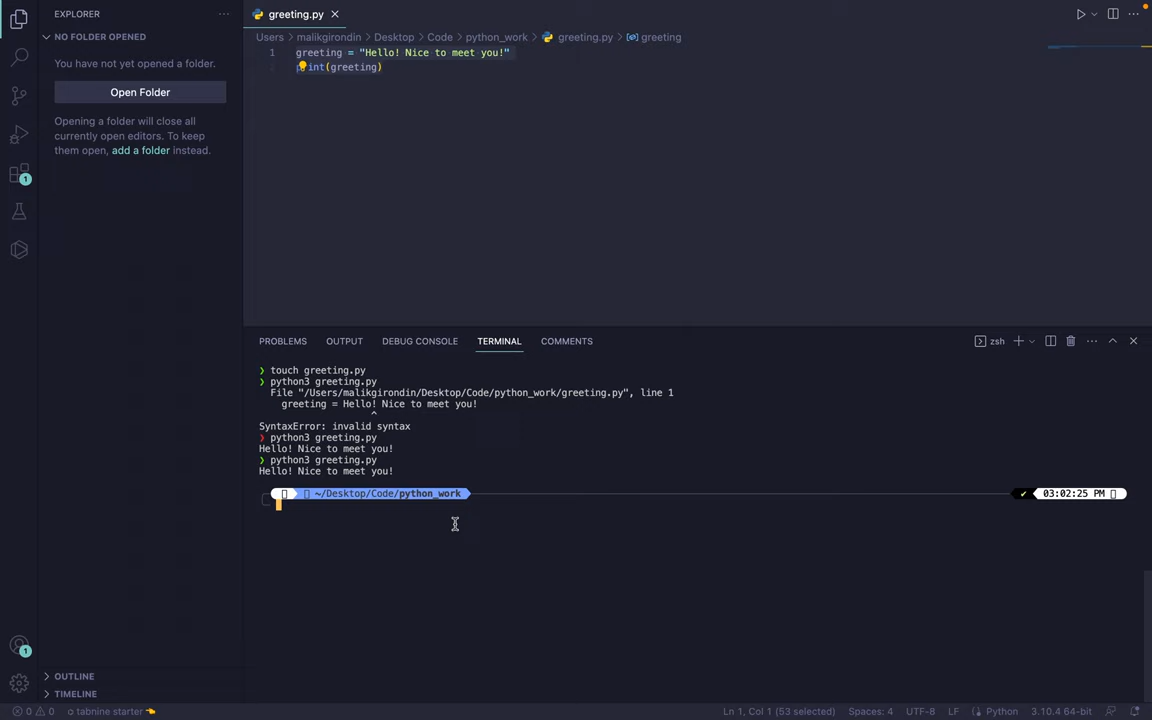 EXPLORER
NO FOLDER OPENED
You have not yet opened a folder.
Open Folder
Opening a folder will close all
currently open editors. To keep
them open, add a folder instead.
1
1
OUTLINE
TIMELINE
greeting.py
Users > malikgirondin > Desktop > Code > python_work > greeting.py > greeting
1 greeting = "Hello! Nice to meet you!"
2 print(greeting)
PROBLEMS OUTPUT DEBUG CONSOLE TERMINAL COMMENTS
zsh
❯ touch greeting.py
❯ python3 greeting.py
File "/Users/malikgirondin/Desktop/Code/python_work/greeting.py", line 1
greeting = Hello! Nice to meet you!
^
SyntaxError: invalid syntax
❯ python3 greeting.py
Hello! Nice to meet you!
❯ python3 greeting.py
Hello! Nice to meet you!
~/Desktop/Code/python_work ✔ 03:02:25 PM
0 0 tabnine starter Ln 1, Col 1 (53 selected) Spaces: 4 UTF-8 LF Python 3.10.4 64-bit